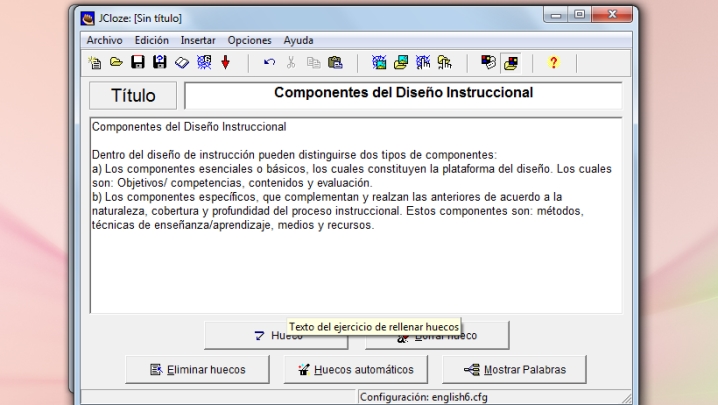 JCloze: [Sin título]
Archivo Edición Insertar Opciones Ayuda
Título
Componentes del Diseño Instruccional
Componentes del Diseño Instruccional
Dentro del diseño de instrucción pueden distinguirse dos tipos de componentes:
a) Los componentes esenciales o básicos, los cuales constituyen la plataforma del diseño. Los cuales
son: Objetivos/ competencias, contenidos y evaluación.
b) Los componentes específicos, que complementan y realzan las anteriores de acuerdo a la
naturaleza, cobertura y profundidad del proceso instruccional. Estos componentes son: métodos,
técnicas de enseñanza/aprendizaje, medios y recursos.
Texto del ejercicio de rellenar huecos
Hueco Borrar hueco
Eliminar huecos Huecos automáticos Mostrar Palabras
Configuración: english6.cfg